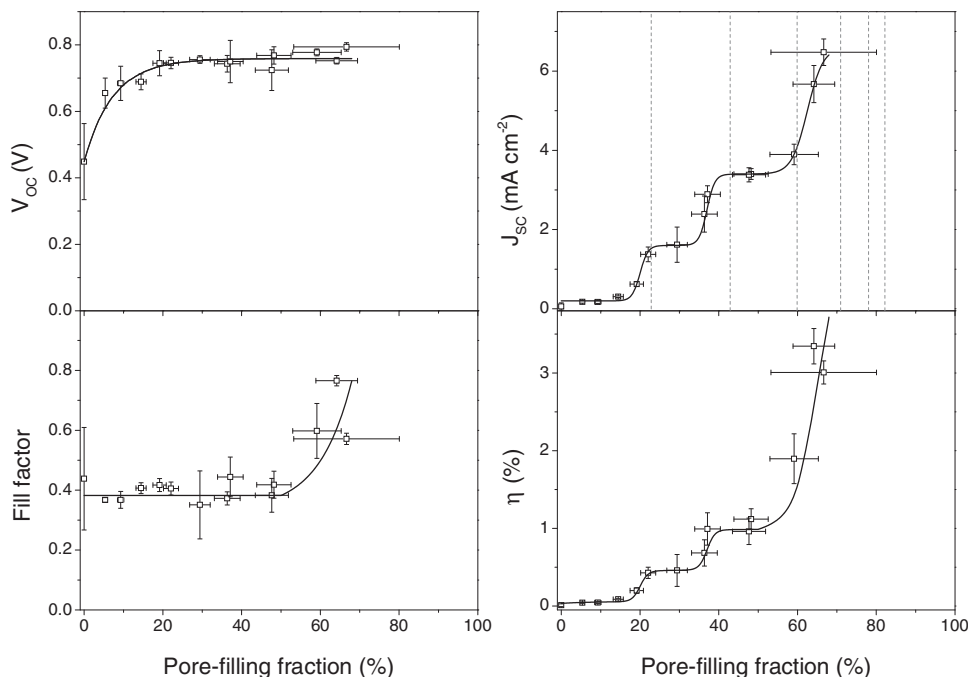 0.8
0.6
0.4
0.2
0.0
V_OC (V)
6
4
2
0
J_SC (mA cm⁻²)
0.8
0.6
0.4
0.2
0.0
Fill factor
0 20 40 60 80 100
Pore-filling fraction (%)
3
2
1
0
η (%)
0 20 40 60 80 100
Pore-filling fraction (%)